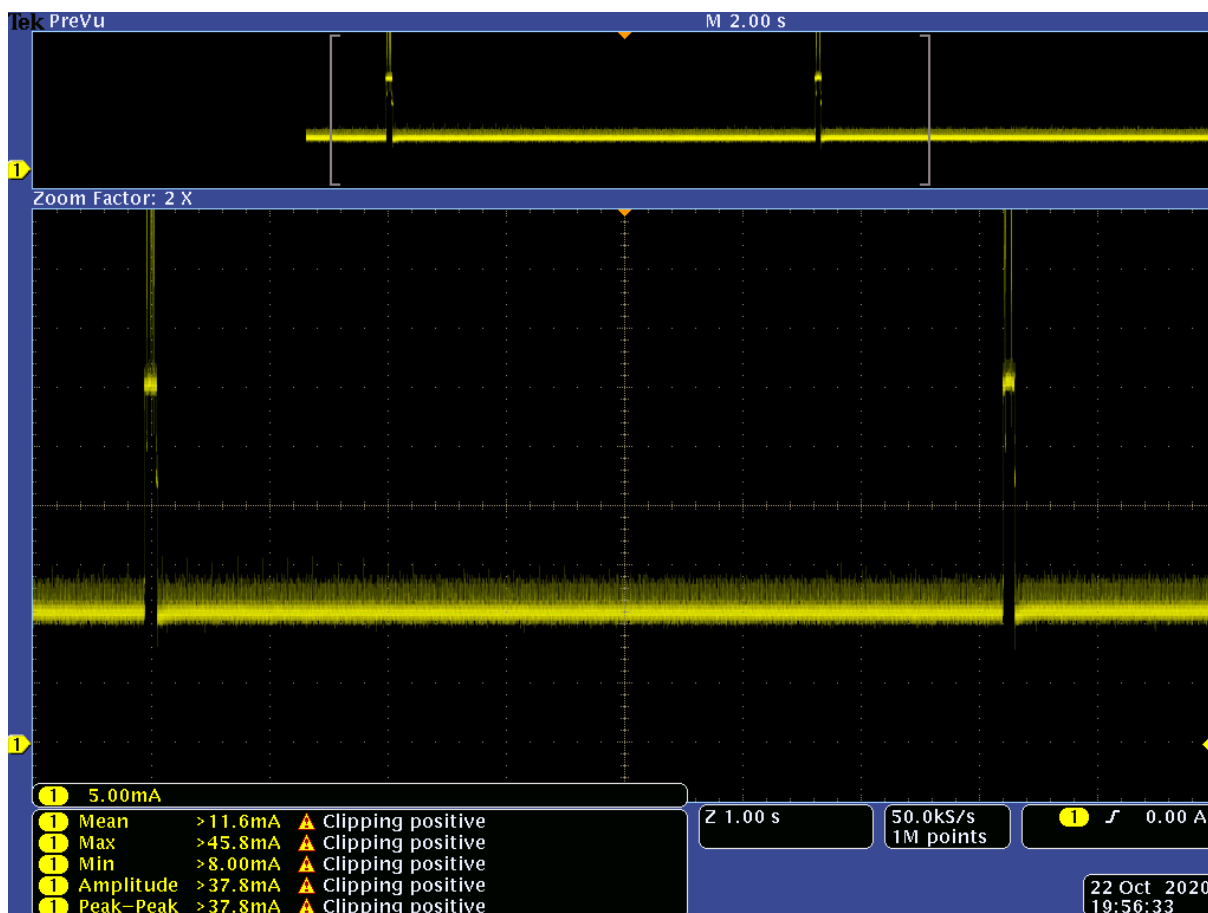 Tek PreVu M 2.00 s
1
Zoom Factor: 2 X
1
1 5.00mA
1 Mean >11.6mA Clipping positive
1 Max >45.8mA Clipping positive
1 Min >8.00mA Clipping positive
1 Amplitude >37.8mA Clipping positive
1 Peak-Peak >37.8mA Clipping positive
Z 1.00 s
50.0kS/s
1M points
1 0.00 A
22 Oct 2020
19:56:33